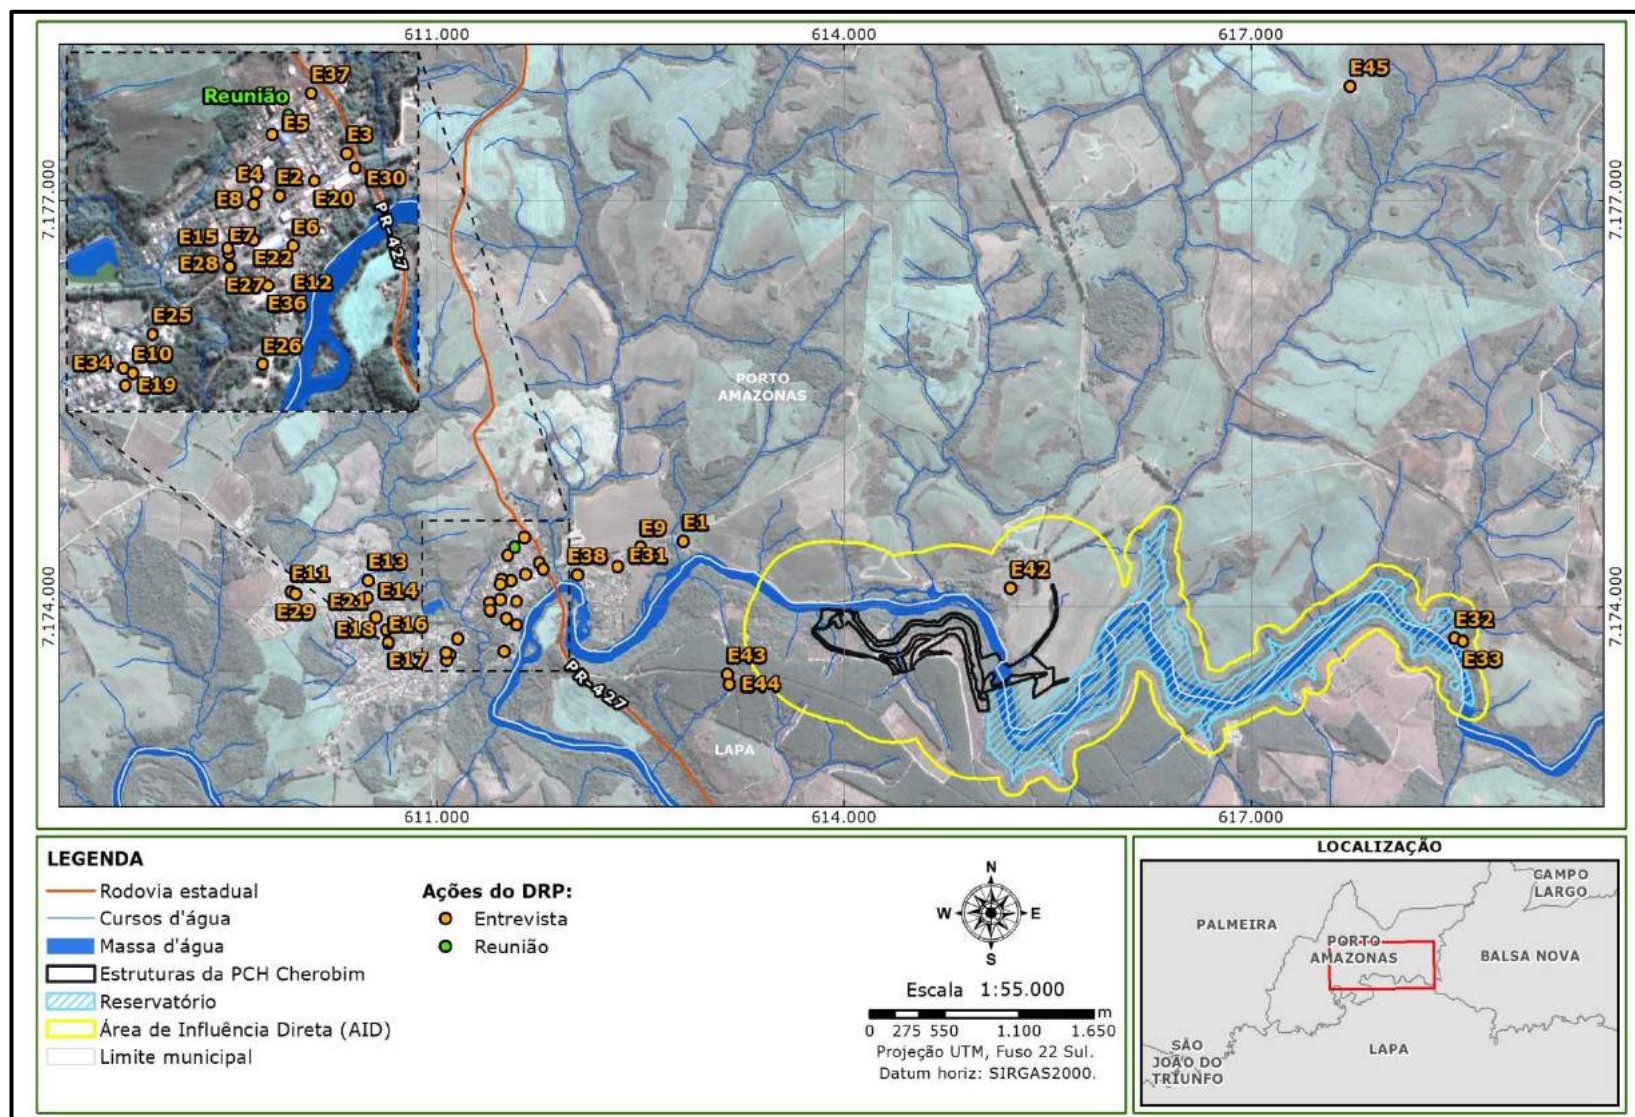 611.000
614.000
617.000
7.177.000
7.174.000
7.177.000
7.174.000
E37
Reunião
E5
E3
E4
E2
E30
E8
E20
E15
E7
E6
E22
E28
E27
E12
E36
PR-427
E25
E10
E26
E34
E19
E45
PORTO
AMAZONAS
E9
E1
E13
E38
E31
E11
E21
E14
E29
E18
E16
E17
E42
E43
E44
E32
E33
PR-427
LAPA
611.000
614.000
617.000
LEGENDA
Rodovia estadual
Cursos d'água
Massa d'água
Estruturas da PCH Cherobim
Reservatório
Área de Influência Direta (AID)
Limite municipal
Ações do DRP:
Entrevista
Reunião
N
W
E
S
Escala 1:55.000
m
0 275 550 1.100 1.650
Projeção UTM, Fuso 22 Sul.
Datum horiz: SIRGAS2000.
LOCALIZAÇÃO
CAMPO
LARGO
PALMEIRA
PORTO
AMAZONAS
BALSA NOVA
SÃO
JOÃO DO
TRIUNFO
LAPA